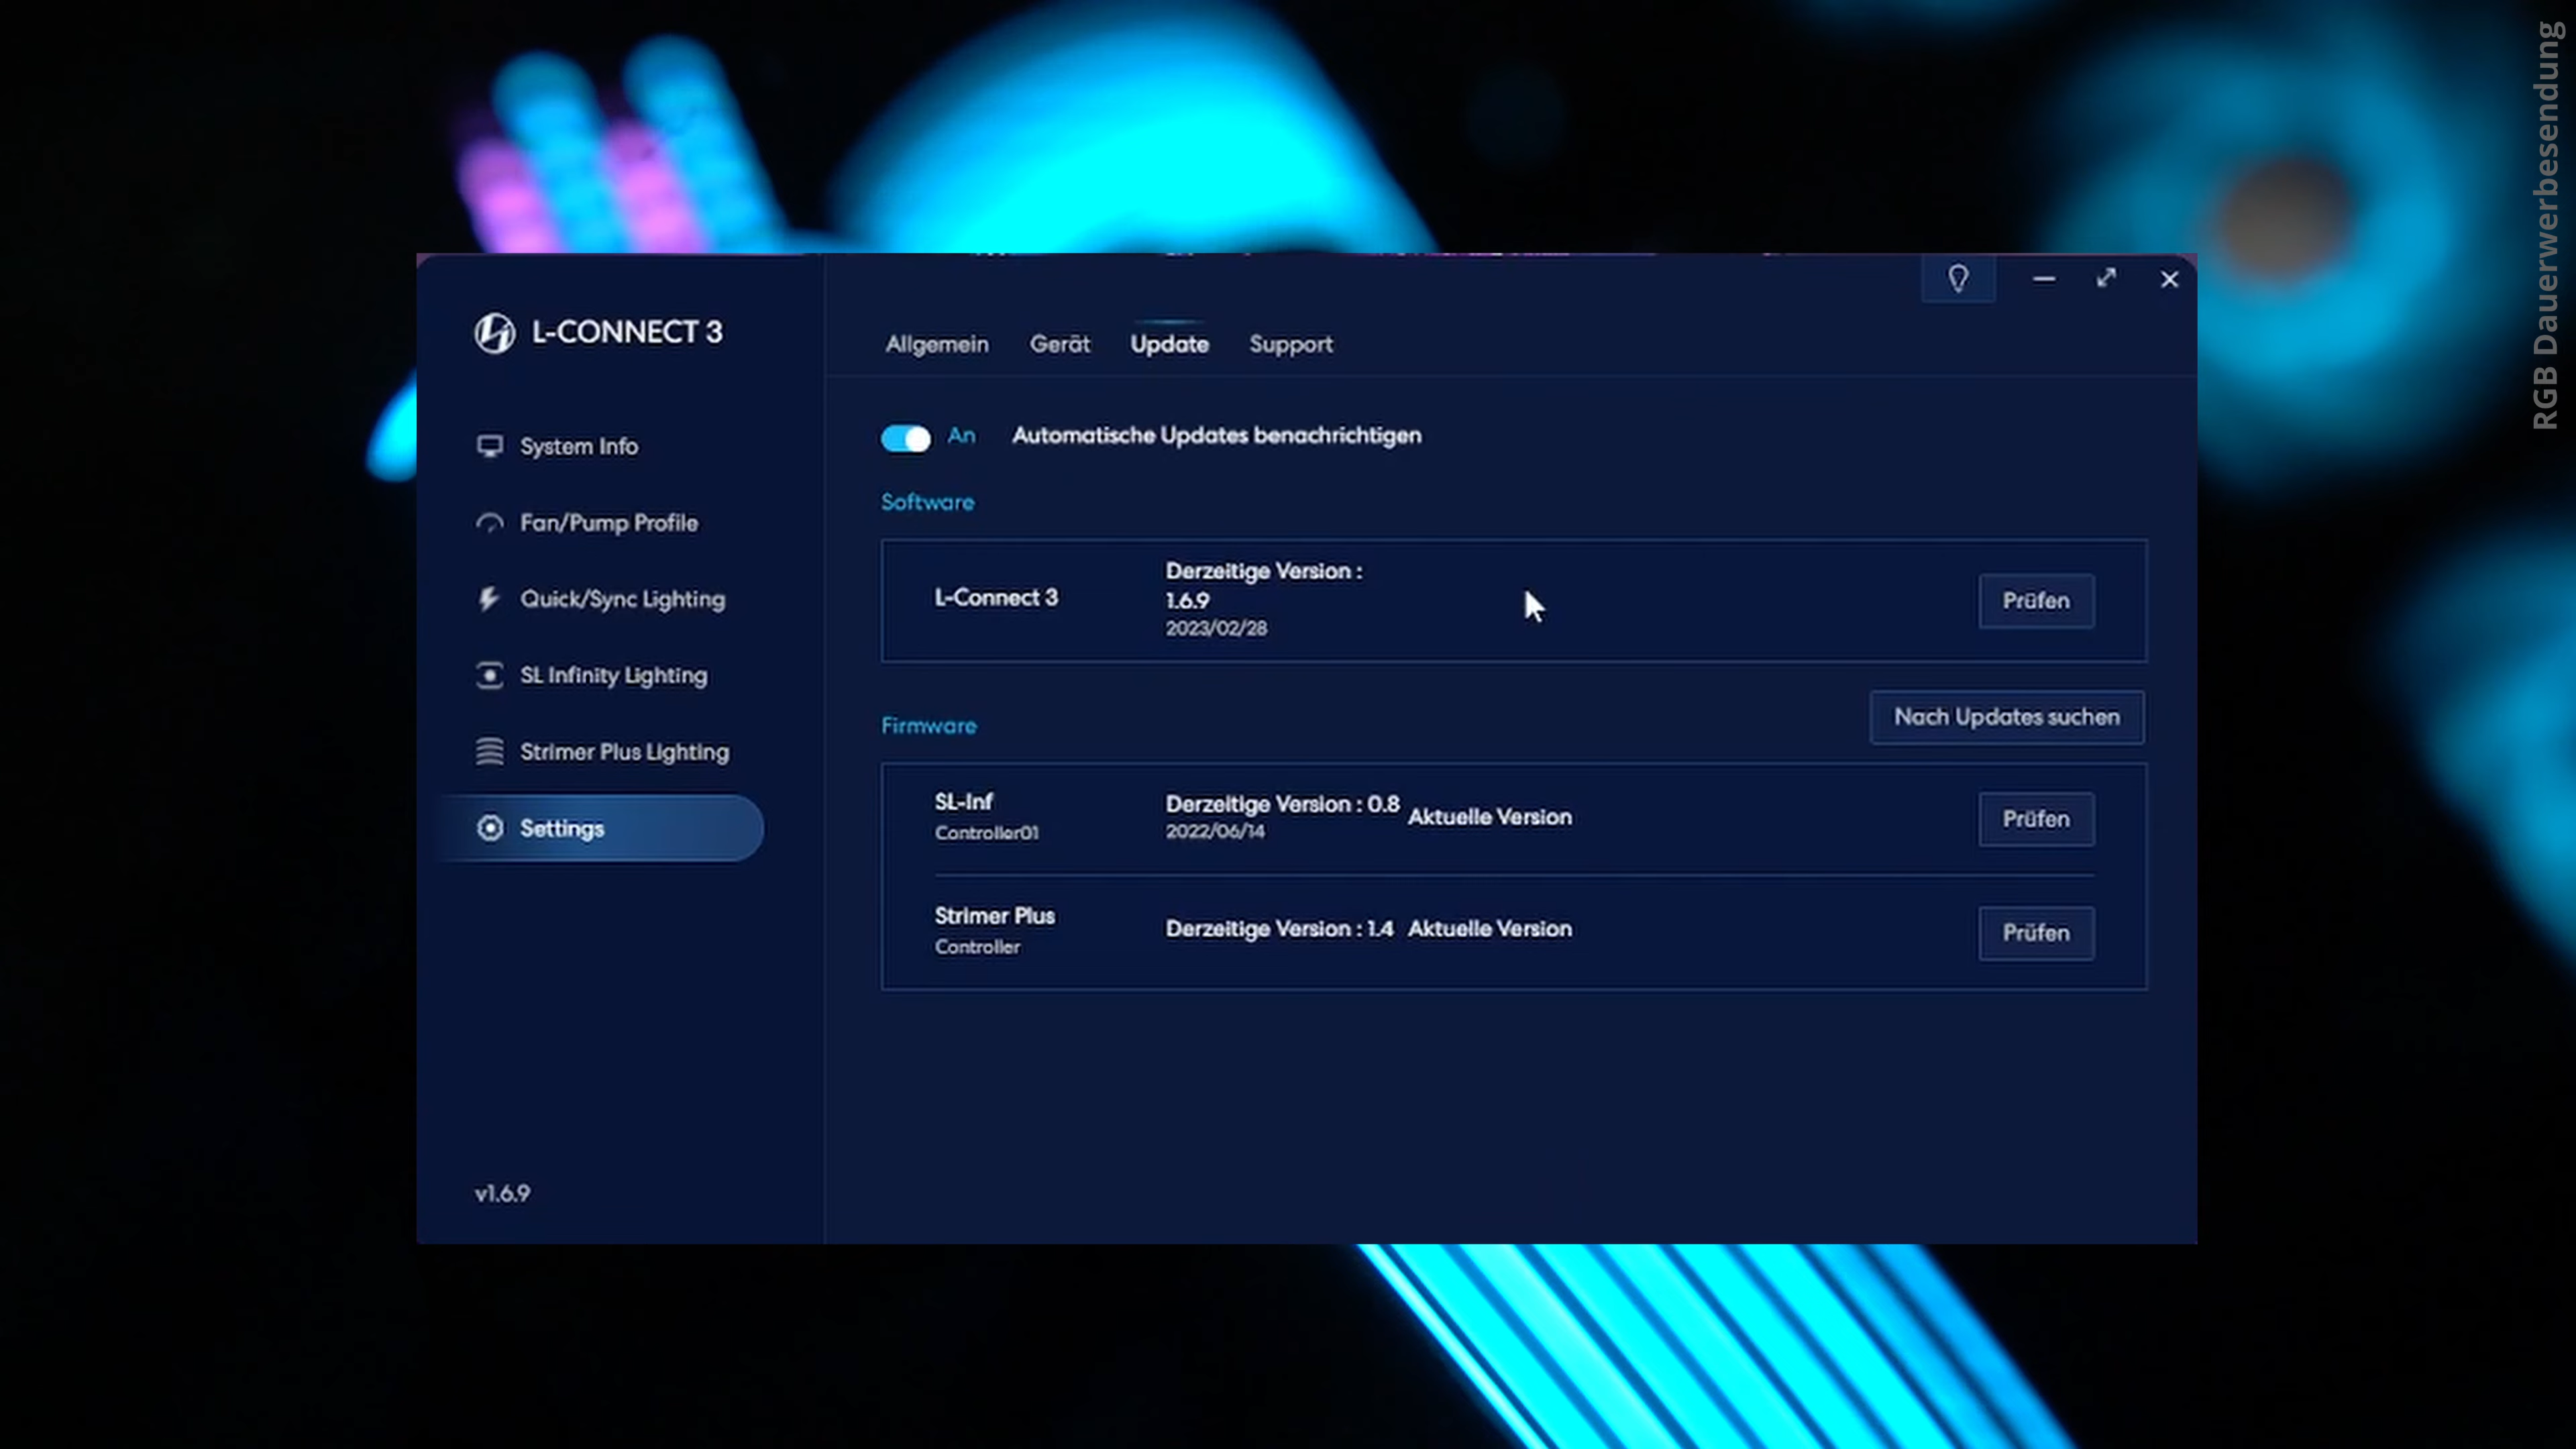 RGB Dauerwerbesendung
L-CONNECT 3
System Info
Fan/Pump Profile
Quick/Sync Lighting
SL Infinity Lighting
Strimer Plus Lighting
Settings
v1.6.9
Allgemein Gerät Update Support
An Automatische Updates benachrichtigen
Software
L-Connect 3
Derzeitige Version :
1.6.9
2023/02/28
Prüfen
Firmware
Nach Updates suchen
SL-Inf
Controller01
Derzeitige Version : 0.8
2022/06/14
Aktuelle Version
Prüfen
Strimer Plus
Controller
Derzeitige Version : 1.4 Aktuelle Version
Prüfen